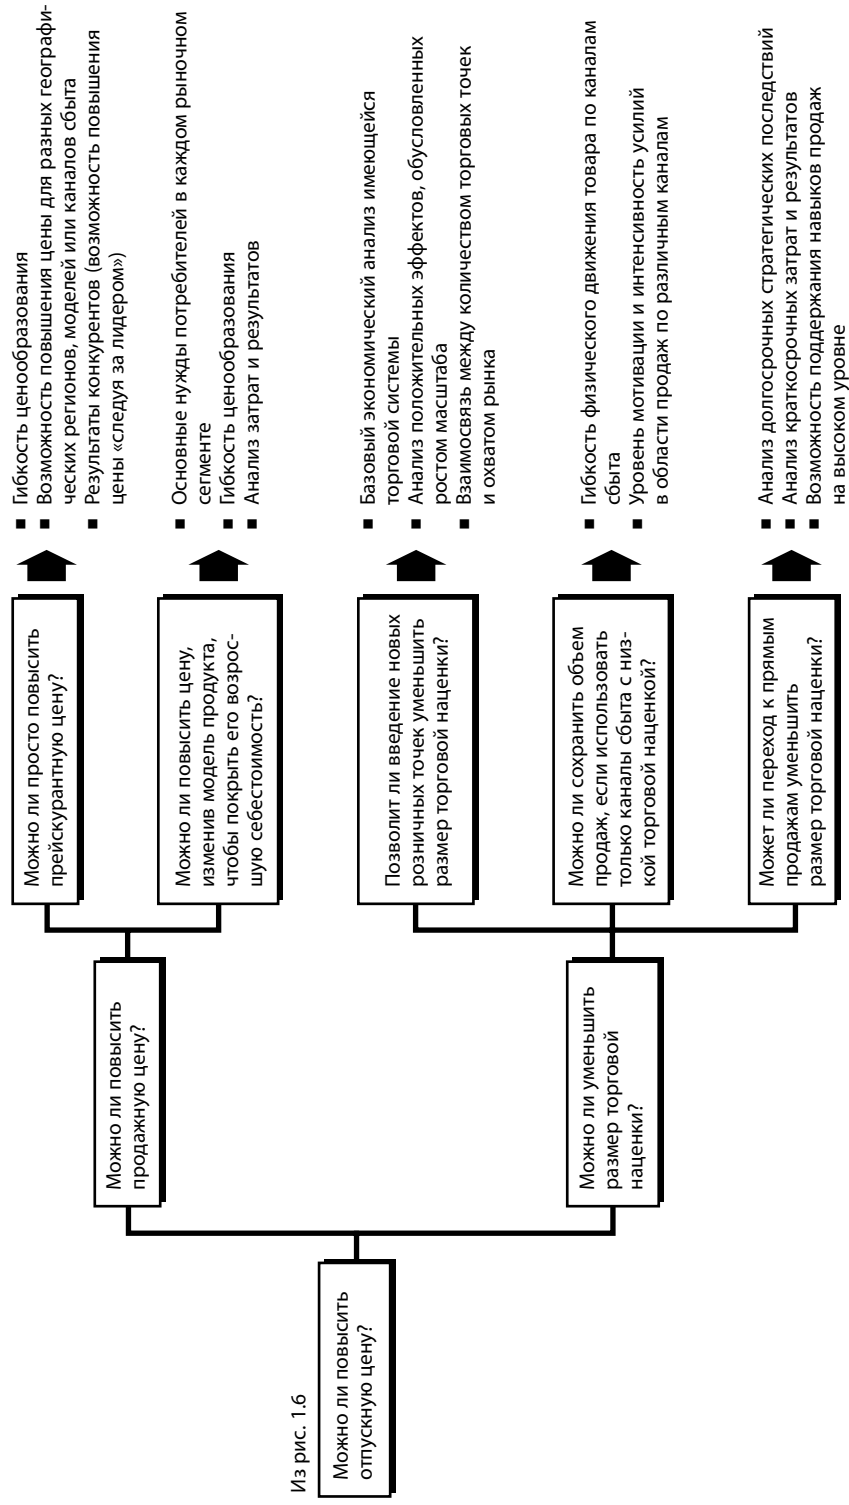 Из рис. 1.6
Можно ли повысить
отпускную цену?
Можно ли повысить
продажную цену?
Можно ли уменьшить
размер торговой
наценки?
Можно ли просто повысить
прейскурантную цену?
Можно ли повысить цену,
изменив модель продукта,
чтобы покрыть его возрос-
шую себестоимость?
Позволит ли введение новых
розничных точек уменьшить
размер торговой наценки?
Можно ли сохранить объем
продаж, если использовать
только каналы сбыта с низ-
кой торговой наценкой?
Может ли переход к прямым
продажам уменьшить
размер торговой наценки?
■ Гибкость ценообразования
■ Возможность повышения цены для разных географи-
ческих регионов, моделей или каналов сбыта
■ Результаты конкурентов (возможность повышения
цены «следуя за лидером»)
■ Основные нужды потребителей в каждом рыночном
сегменте
■ Гибкость ценообразования
■ Анализ затрат и результатов
■ Базовый экономический анализ имеющейся
торговой системы
■ Анализ положительных эффектов, обусловленных
ростом масштаба
■ Взаимосвязь между количеством торговых точек
и охватом рынка
■ Гибкость физического движения товара по каналам
сбыта
■ Уровень мотивации и интенсивность усилий
в области продаж по различным каналам
■ Анализ долгосрочных стратегических последствий
■ Анализ краткосрочных затрат и результатов
■ Возможность поддержания навыков продаж
на высоком уровне